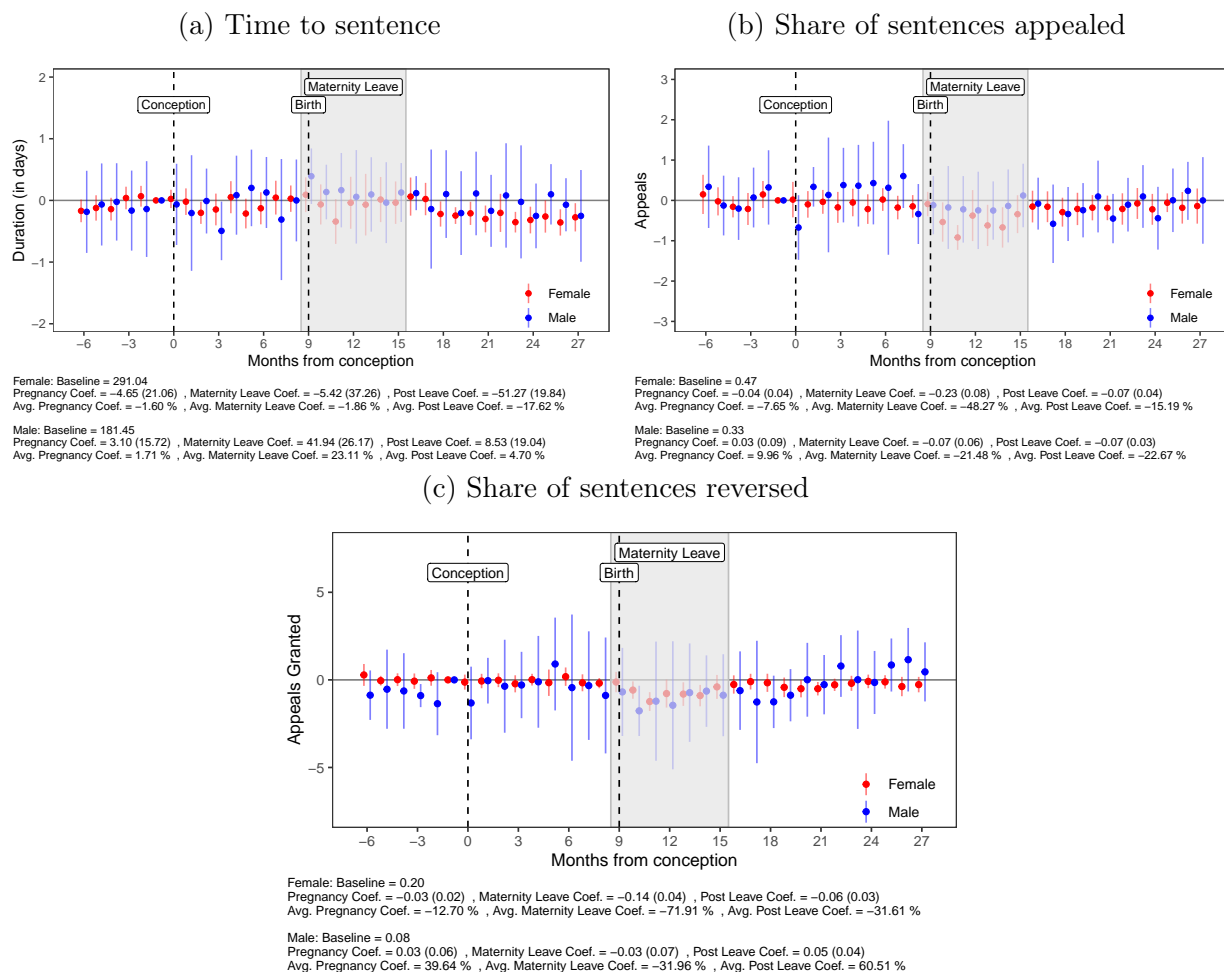 (a) Time to sentence
2
1
0
−1
−2
Duration (in days)
Conception
Birth
Maternity Leave
Female
Male
−6 −3 0 3 6 9 12 15 18 21 24 27
Months from conception
Female: Baseline = 291.04
Pregnancy Coef. = −4.65 (21.06) , Maternity Leave Coef. = −5.42 (37.26) , Post Leave Coef. = −51.27 (19.84)
Avg. Pregnancy Coef. = −1.60 % , Avg. Maternity Leave Coef. = −1.86 % , Avg. Post Leave Coef. = −17.62 %
Male: Baseline = 181.45
Pregnancy Coef. = 3.10 (15.72) , Maternity Leave Coef. = 41.94 (26.17) , Post Leave Coef. = 8.53 (19.04)
Avg. Pregnancy Coef. = 1.71 % , Avg. Maternity Leave Coef. = 23.11 % , Avg. Post Leave Coef. = 4.70 %
(b) Share of sentences appealed
3
2
1
0
−1
−2
−3
Appeals
Conception
Birth
Maternity Leave
Female
Male
−6 −3 0 3 6 9 12 15 18 21 24 27
Months from conception
Female: Baseline = 0.47
Pregnancy Coef. = −0.04 (0.04) , Maternity Leave Coef. = −0.23 (0.08) , Post Leave Coef. = −0.07 (0.04)
Avg. Pregnancy Coef. = −7.65 % , Avg. Maternity Leave Coef. = −48.27 % , Avg. Post Leave Coef. = −15.19 %
Male: Baseline = 0.33
Pregnancy Coef. = 0.03 (0.09) , Maternity Leave Coef. = −0.07 (0.06) , Post Leave Coef. = −0.07 (0.03)
Avg. Pregnancy Coef. = 9.96 % , Avg. Maternity Leave Coef. = −21.48 % , Avg. Post Leave Coef. = −22.67 %
(c) Share of sentences reversed
5
0
−5
Appeals Granted
Conception
Birth
Maternity Leave
Female
Male
−6 −3 0 3 6 9 12 15 18 21 24 27
Months from conception
Female: Baseline = 0.20
Pregnancy Coef. = −0.03 (0.02) , Maternity Leave Coef. = −0.14 (0.04) , Post Leave Coef. = −0.06 (0.03)
Avg. Pregnancy Coef. = −12.70 % , Avg. Maternity Leave Coef. = −71.91 % , Avg. Post Leave Coef. = −31.61 %
Male: Baseline = 0.08
Pregnancy Coef. = 0.03 (0.06) , Maternity Leave Coef. = −0.03 (0.07) , Post Leave Coef. = 0.05 (0.04)
Avg. Pregnancy Coef. = 39.64 % , Avg. Maternity Leave Coef. = −31.96 % , Avg. Post Leave Coef. = 60.51 %